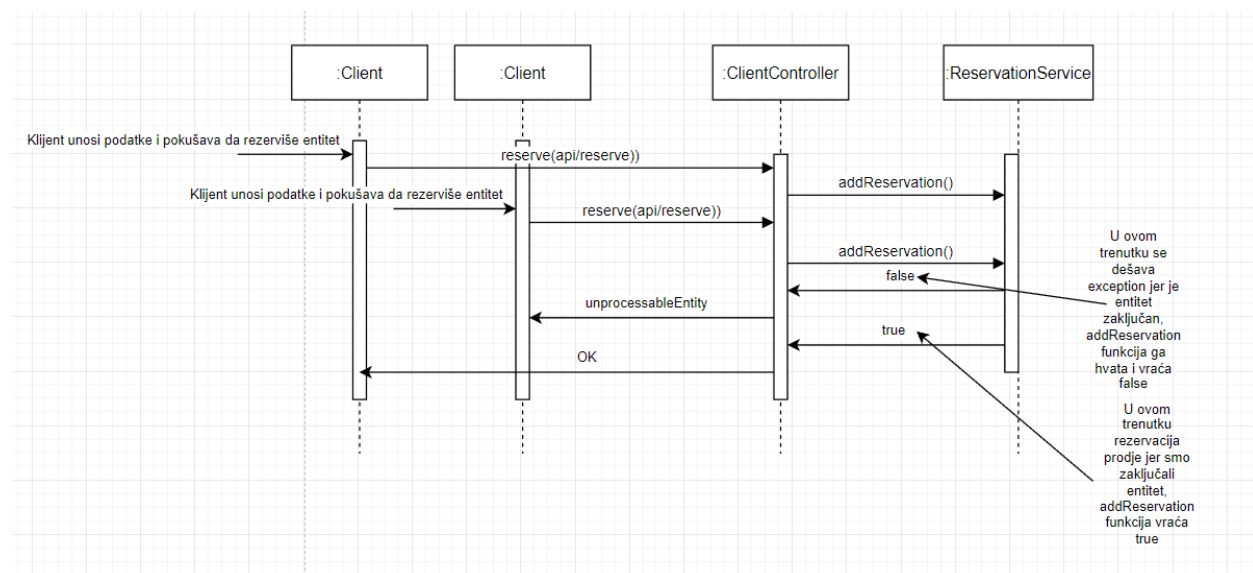 :Client
:Client
:ClientController
:ReservationService
Klijent unosi podatke i pokušava da rezerviše entitet
reserve(api/reserve))
addReservation()
Klijent unosi podatke i pokušava da rezerviše entitet
reserve(api/reserve))
addReservation()
false
unprocessableEntity
true
OK
U ovom
trenutku se
dešava
exception jer je
entitet
zaključan,
addReservation
funkcija ga
hvata i vraća
false
U ovom
trenutku
rezervacija
prodje jer smo
zaključali
entitet,
addReservation
funkcija vraća
true